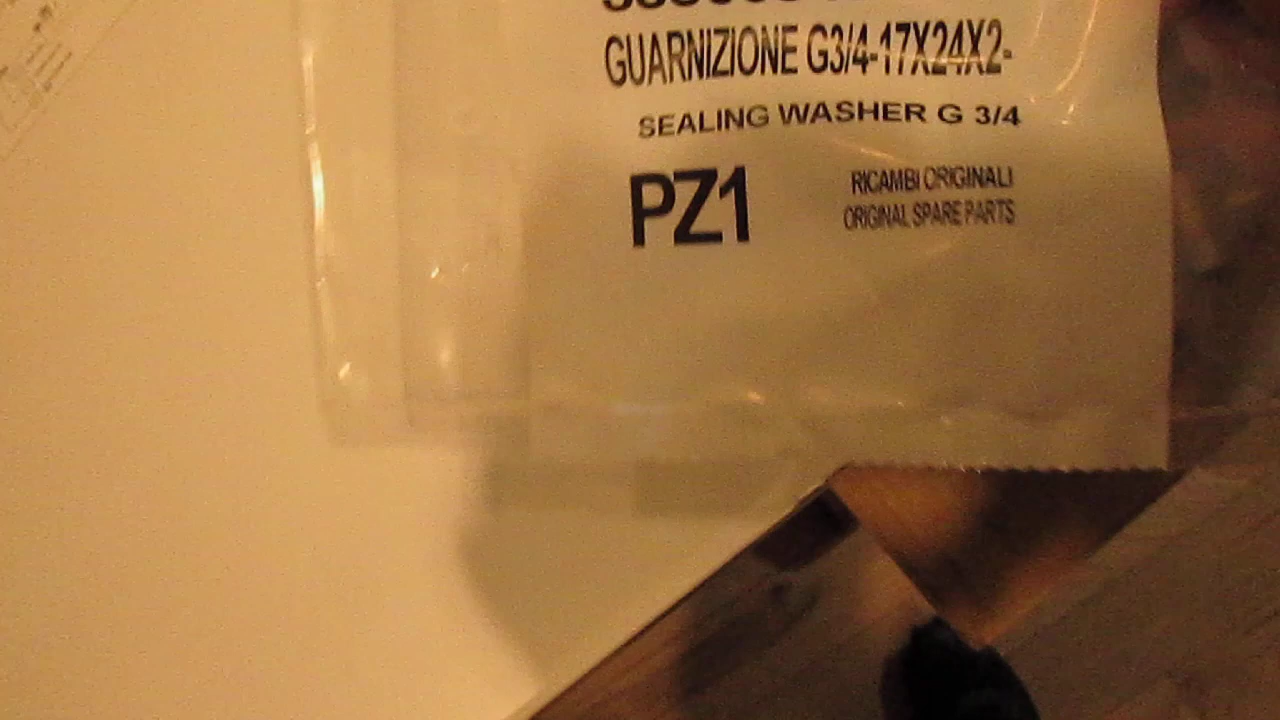 GUARNIZIONE G3/4-17X24X2-
SEALING WASHER G 3/4
PZ1
RICAMBI ORIGINALI
ORIGINAL SPARE PARTS